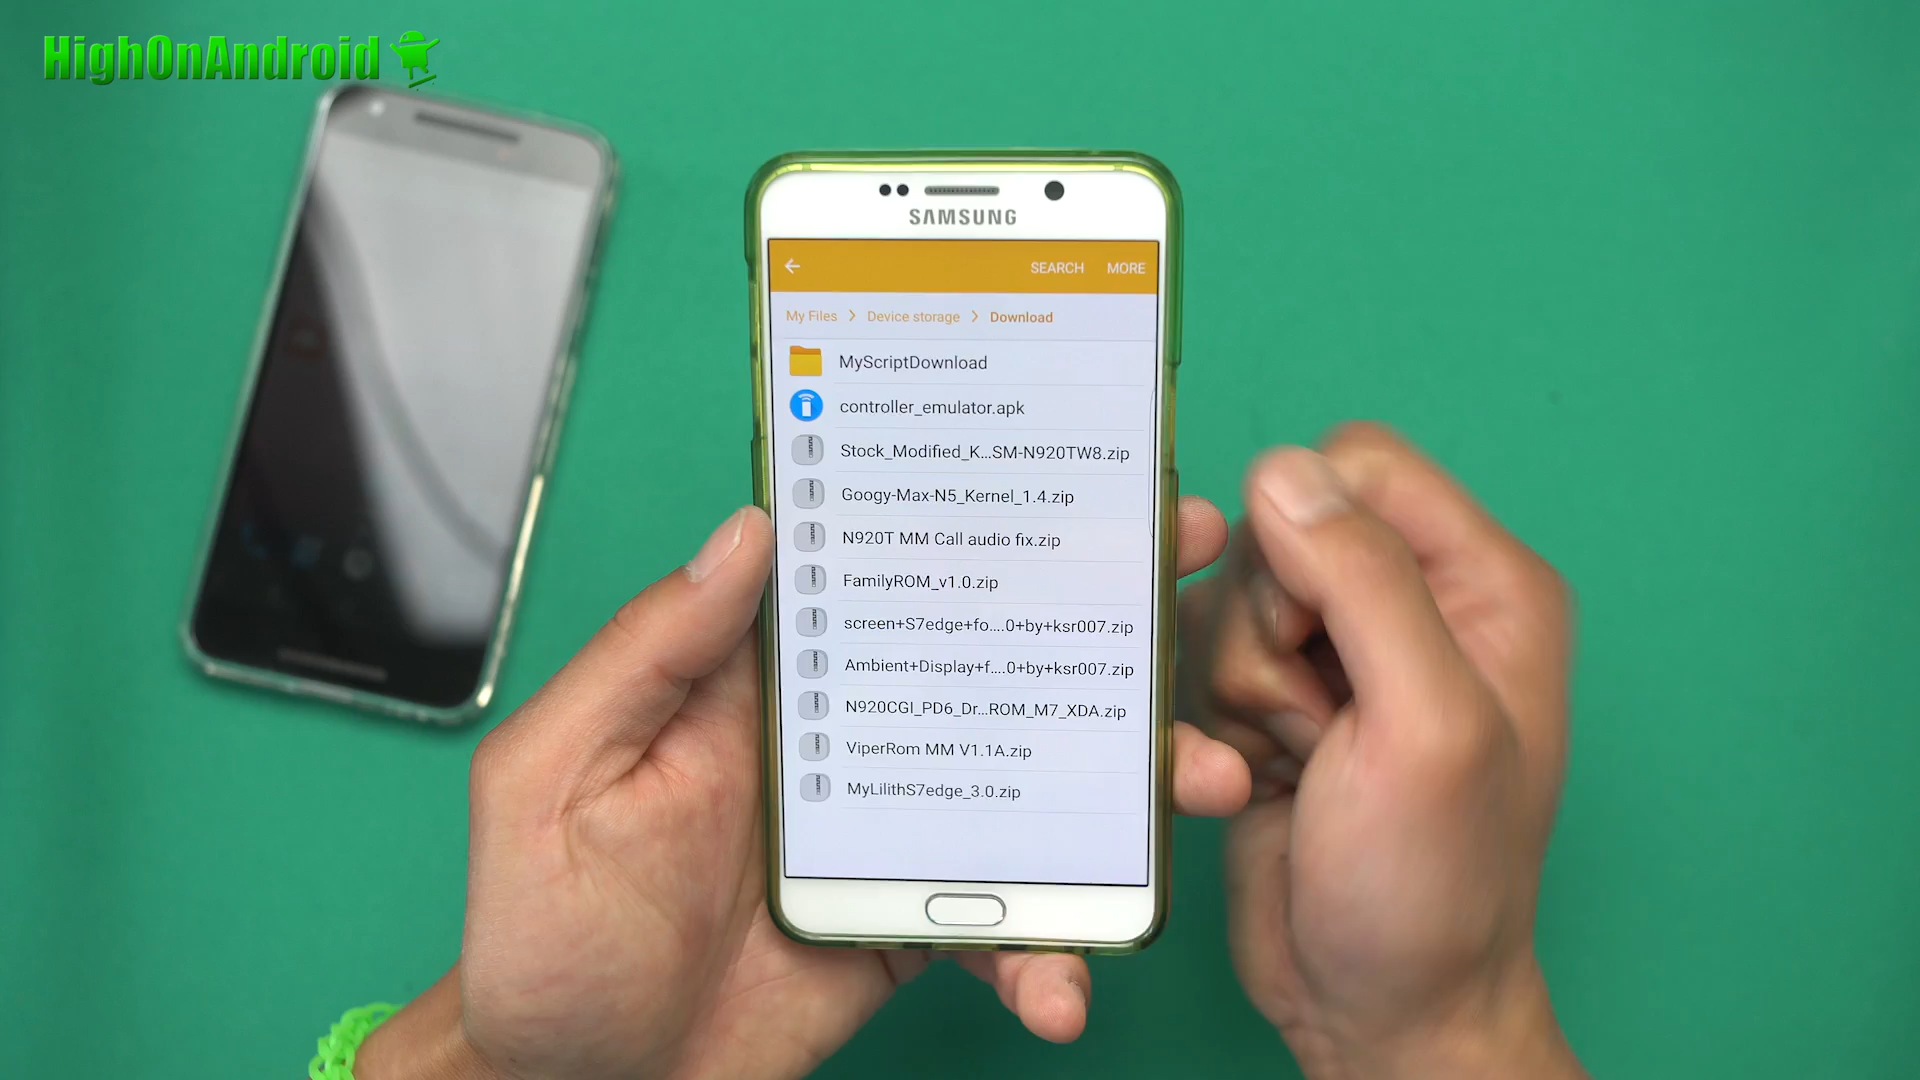 HighOnAndroid
SAMSUNG
SEARCH MORE
My Files > Device storage > Download
MyScriptDownload
controller_emulator.apk
Stock_Modified_K...SM-N920TW8.zip
Googy-Max-N5_Kernel_1.4.zip
N920T MM Call audio fix.zip
FamilyROM_v1.0.zip
screen+S7edge+fo....0+by+ksr007.zip
Ambient+Display+f....0+by+ksr007.zip
N920CGI_PD6_Dr...ROM_M7_XDA.zip
ViperRom MM V1.1A.zip
MyLilithS7edge_3.0.zip